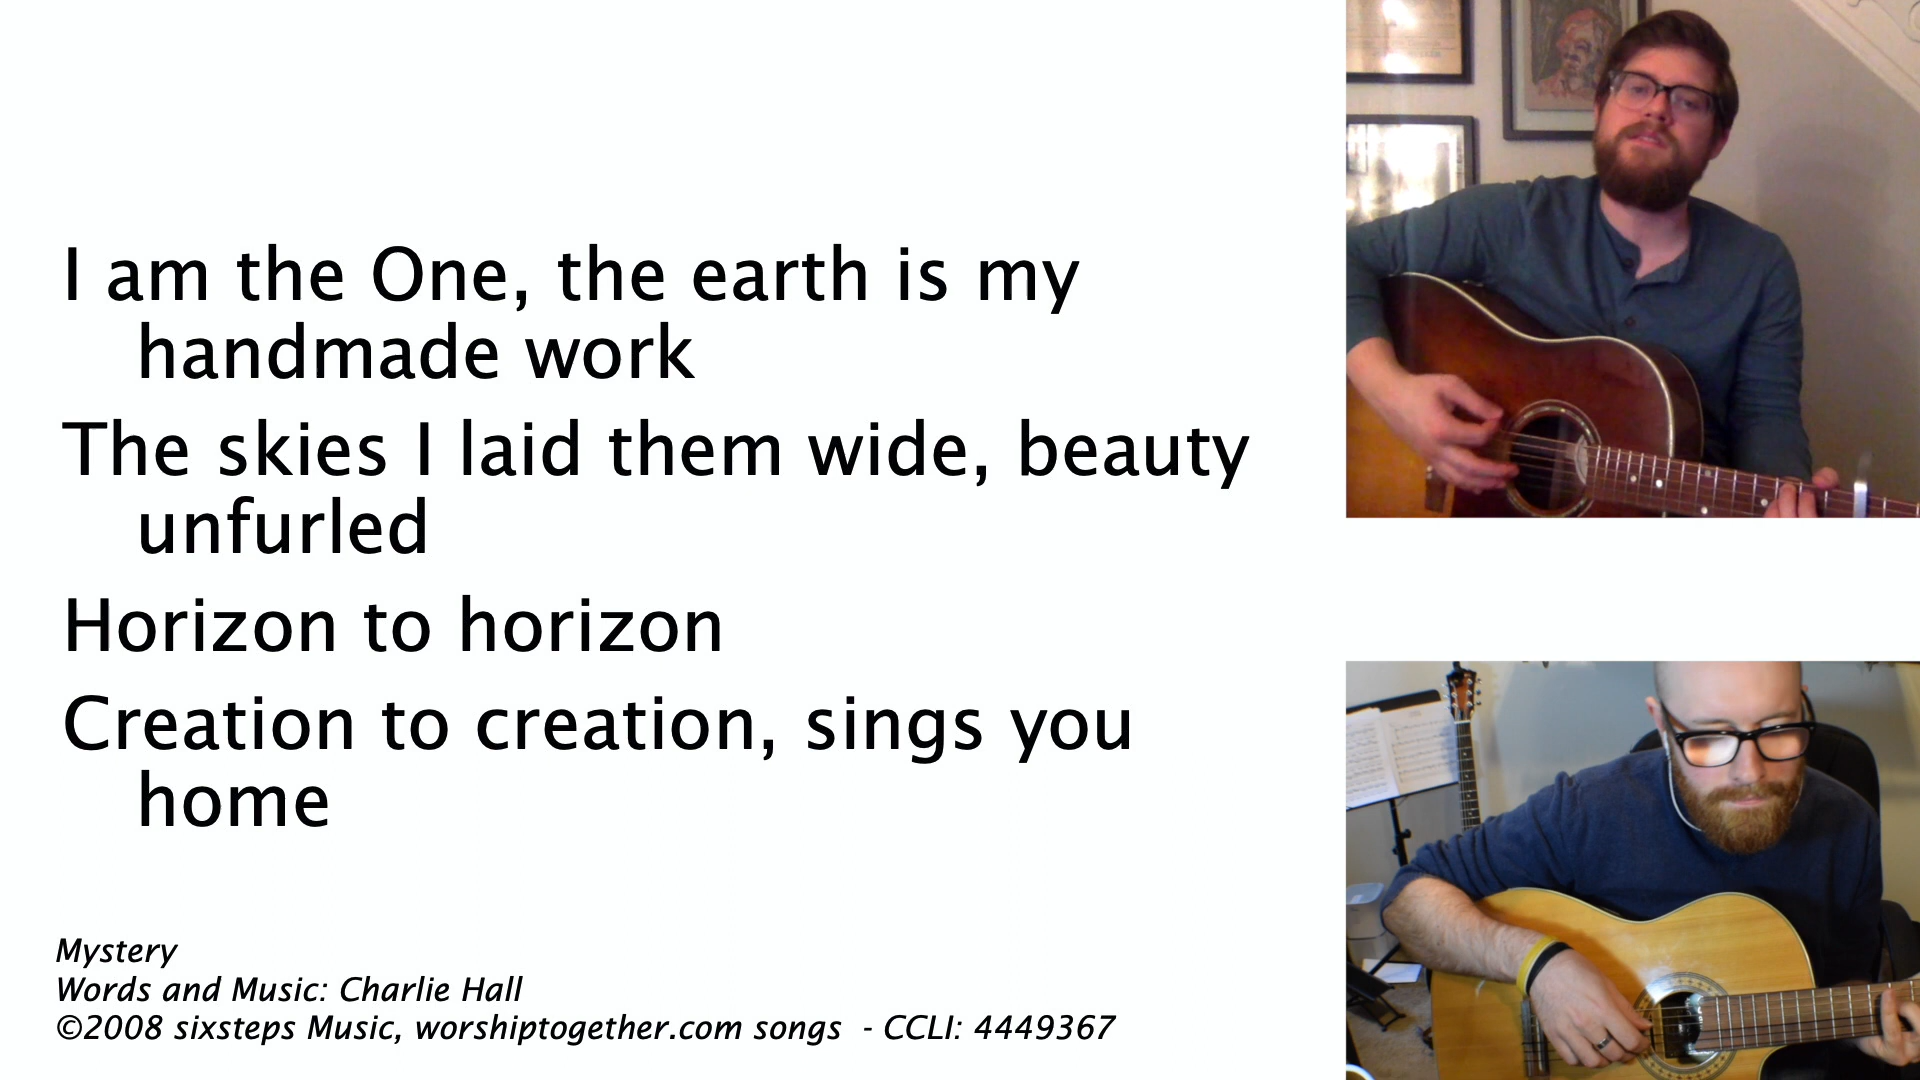 I am the One, the earth is my
handmade work
The skies I laid them wide, beauty
unfurled
Horizon to horizon
Creation to creation, sings you
home
Mystery
Words and Music: Charlie Hall
©2008 sixsteps Music, worshiptogether.com songs - CCLI: 4449367